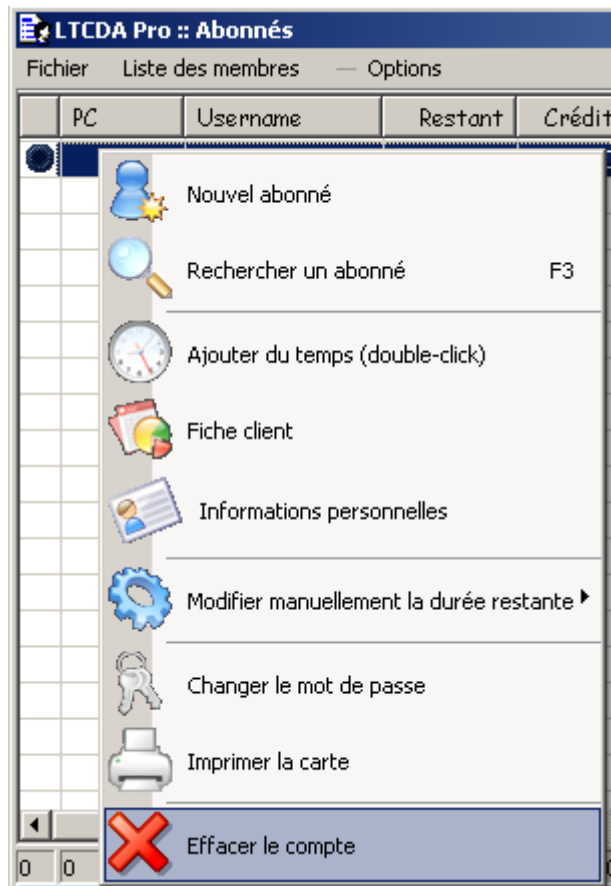 LTCDA Pro :: Abonnés
Fichier Liste des membres — Options
PC Username Restant Crédit
Nouvel abonné
Rechercher un abonné F3
Ajouter du temps (double-click)
Fiche client
Informations personnelles
Modifier manuellement la durée restante
Changer le mot de passe
Imprimer la carte
Effacer le compte
0 0